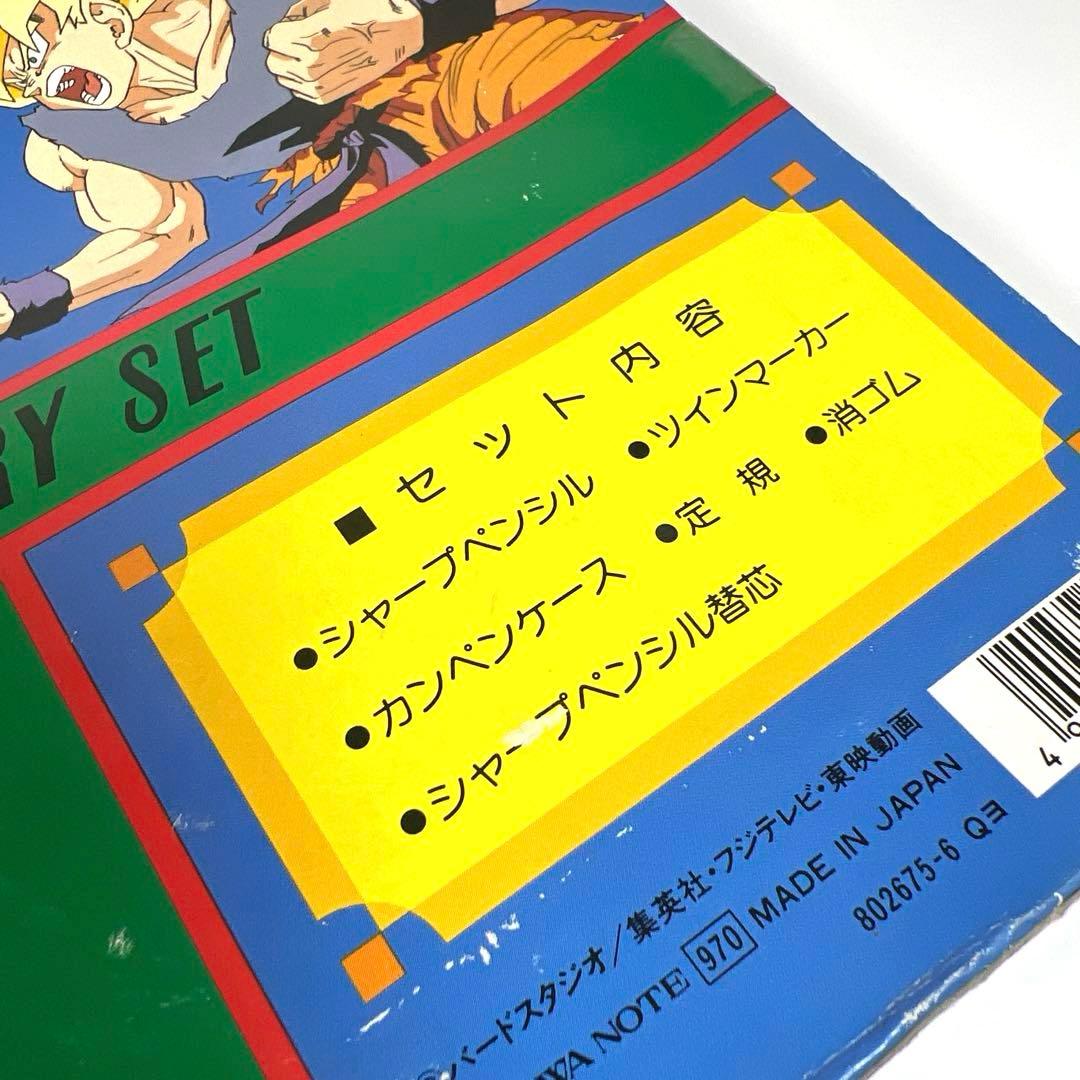 SET
■セット内容
●シャープペンシル ●ツインマーカー
●カンペンケース ●定規 ●消ゴム
●シャープペンシル替芯
バードスタジオ/集英社・フジテレビ・東映動画
NOTE 970 MADE IN JAPAN
802675-6 Qヨ
4